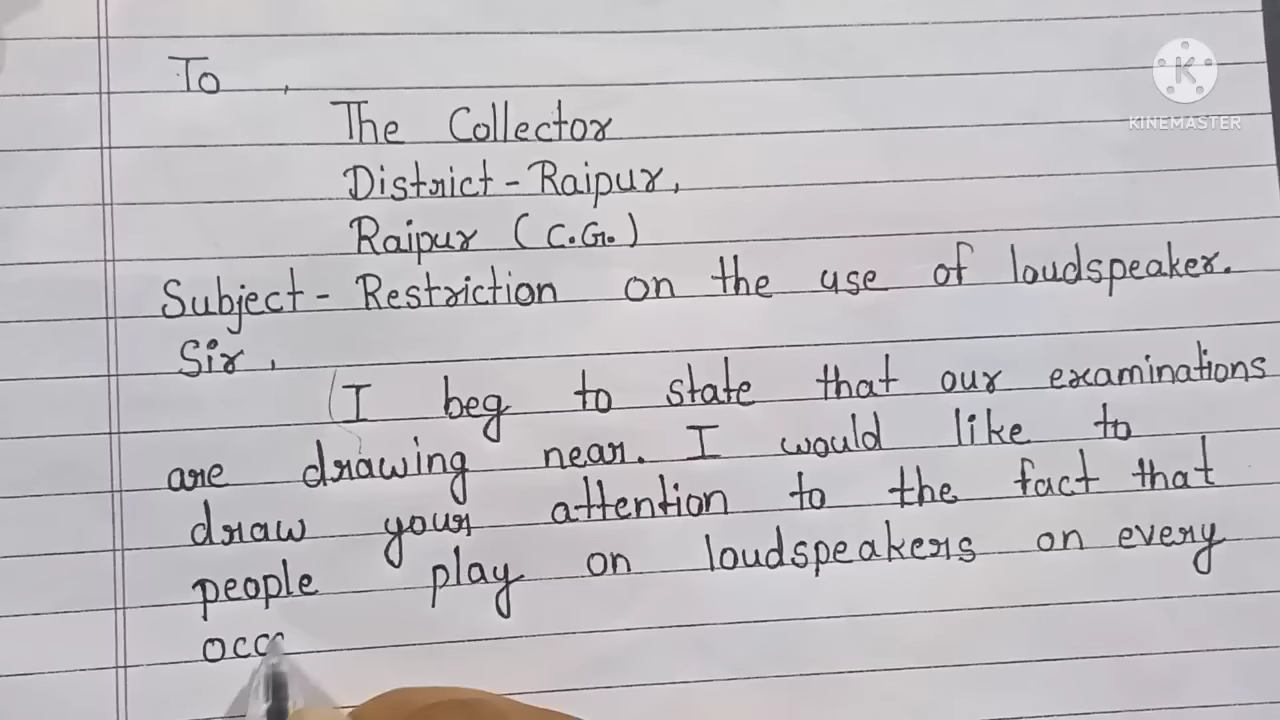 To ,
The Collector
District - Raipur,
Raipur (C.G.)
Subject - Restriction on the use of loudspeaker.
Sir,
I beg to state that our examinations
are drawing near. I would like to
draw your attention to the fact that
people play on loudspeakers on every
KINEMASTER